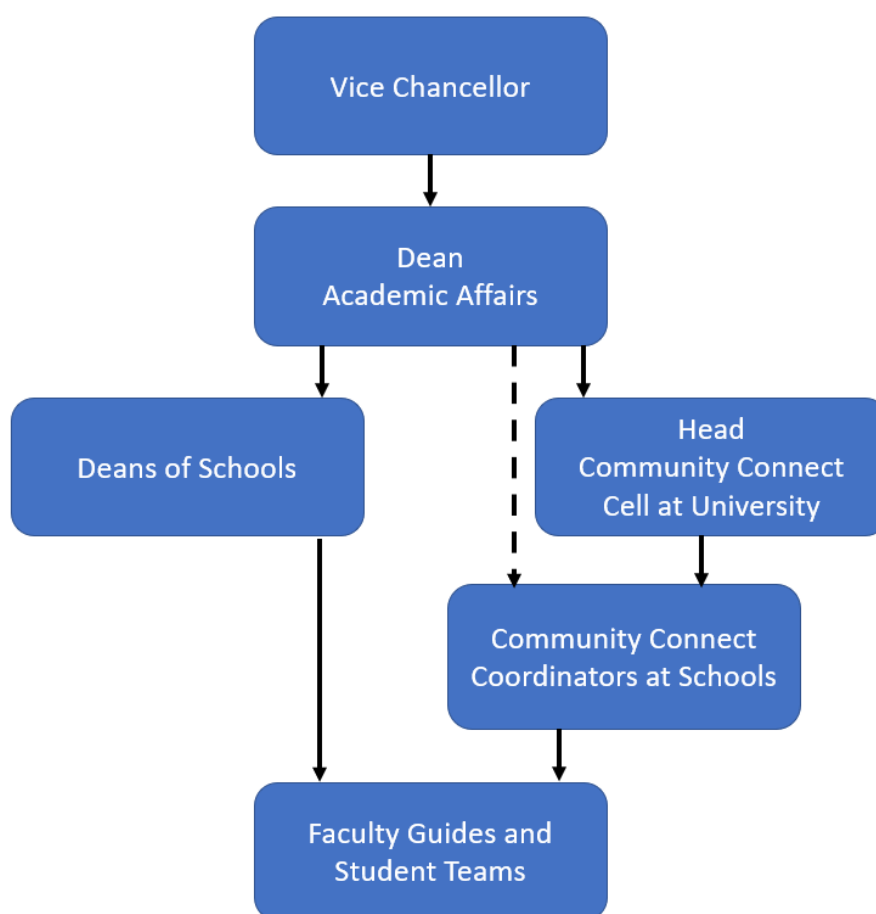 Vice Chancellor
Dean
Academic Affairs
Deans of Schools
Head
Community Connect
Cell at University
Community Connect
Coordinators at Schools
Faculty Guides and
Student Teams